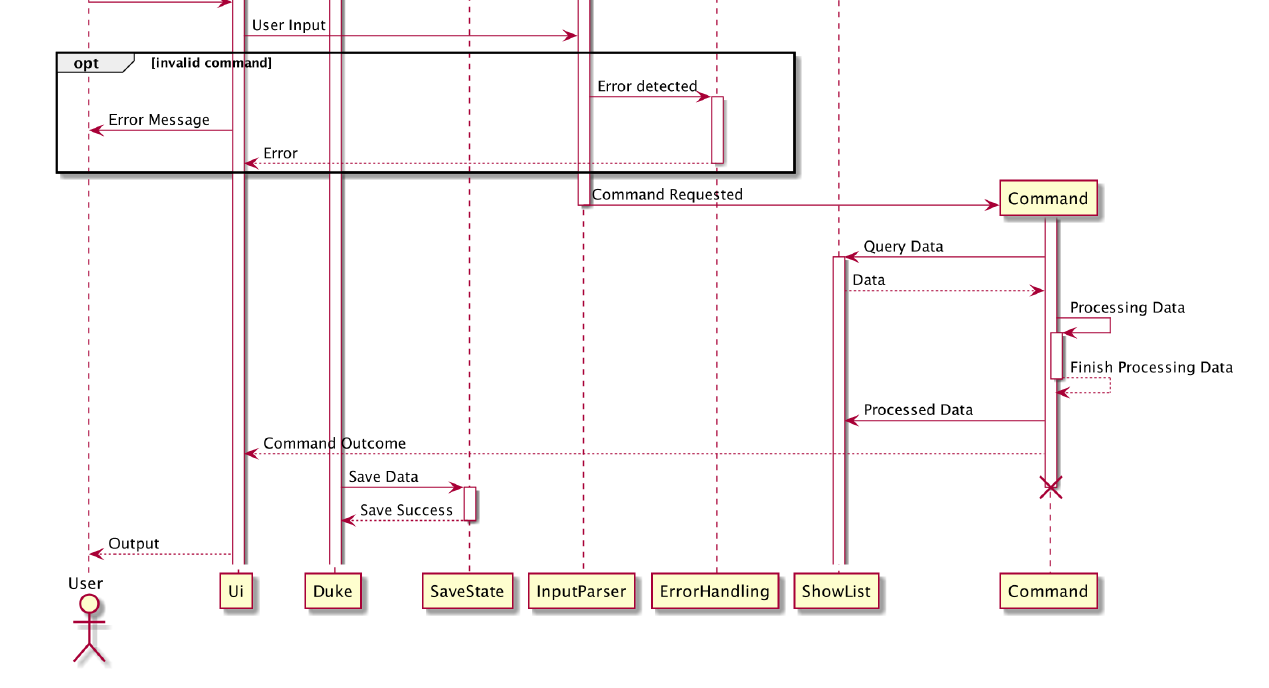 User Input
opt [invalid command]
Error detected
Error Message
Error
Command Requested
Command
Query Data
Data
Processing Data
Finish Processing Data
Processed Data
Command Outcome
Save Data
Save Success
Output
User
Ui
Duke
SaveState
InputParser
ErrorHandling
ShowList
Command